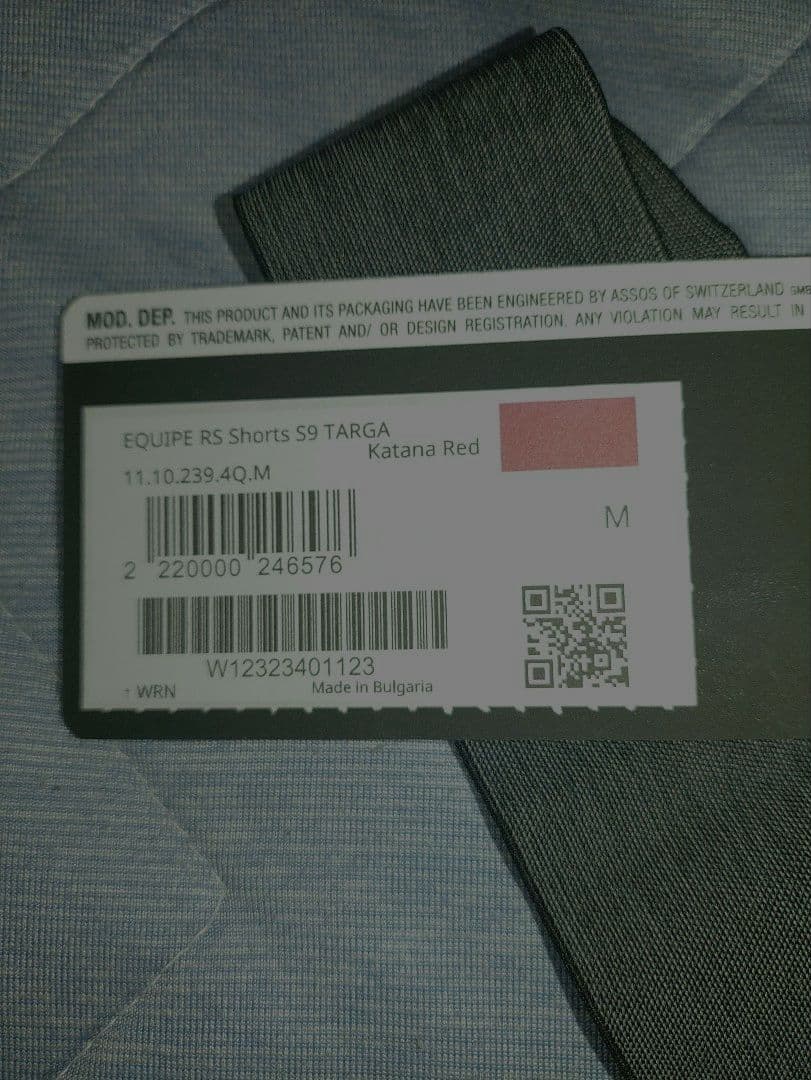 MOD. DEP. THIS PRODUCT AND ITS PACKAGING HAVE BEEN ENGINEERED BY ASSOS OF SWITZERLAND GMB
PROTECTED BY TRADEMARK, PATENT AND/ OR DESIGN REGISTRATION. ANY VIOLATION MAY RESULT IN
EQUIPE RS Shorts S9 TARGA
Katana Red
11.10.239.4Q.M
M
2 220000 246576
W12323401123
↑ WRN
Made in Bulgaria